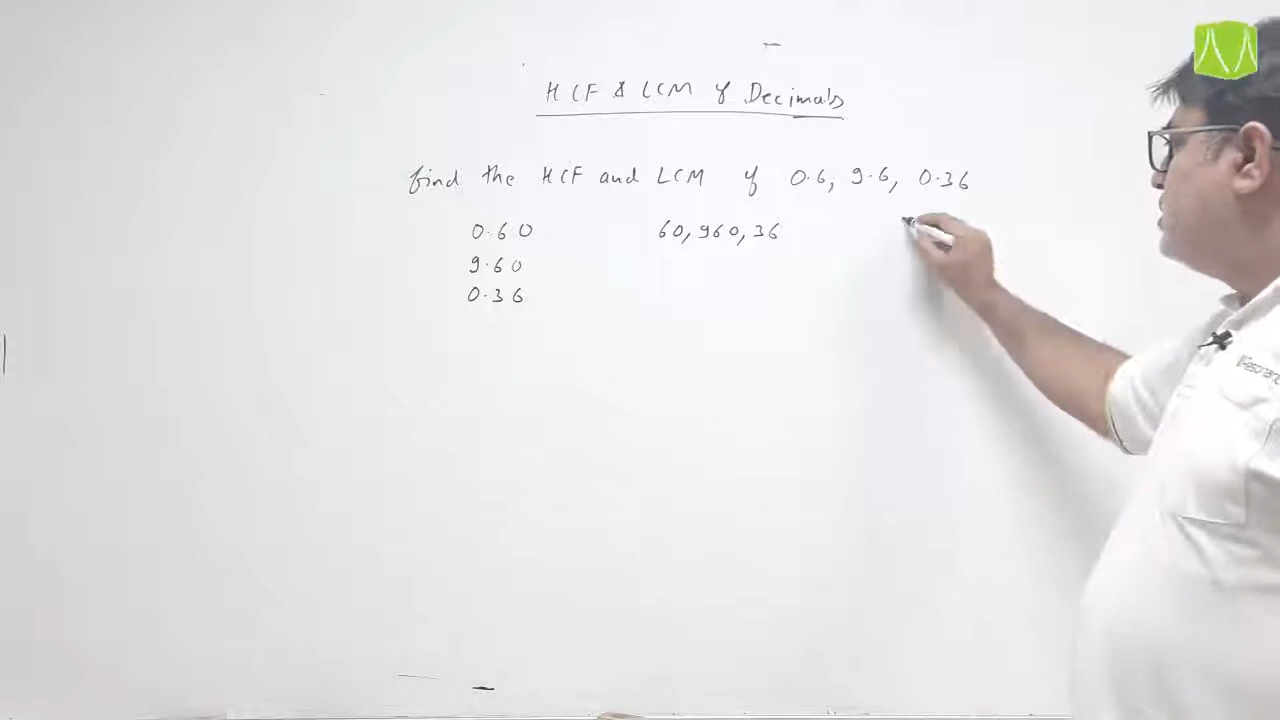 HCF & LCM of Decimals
find the HCF and LCM of 0.6, 9.6, 0.36
0.60 60, 960, 36
9.60
0.36